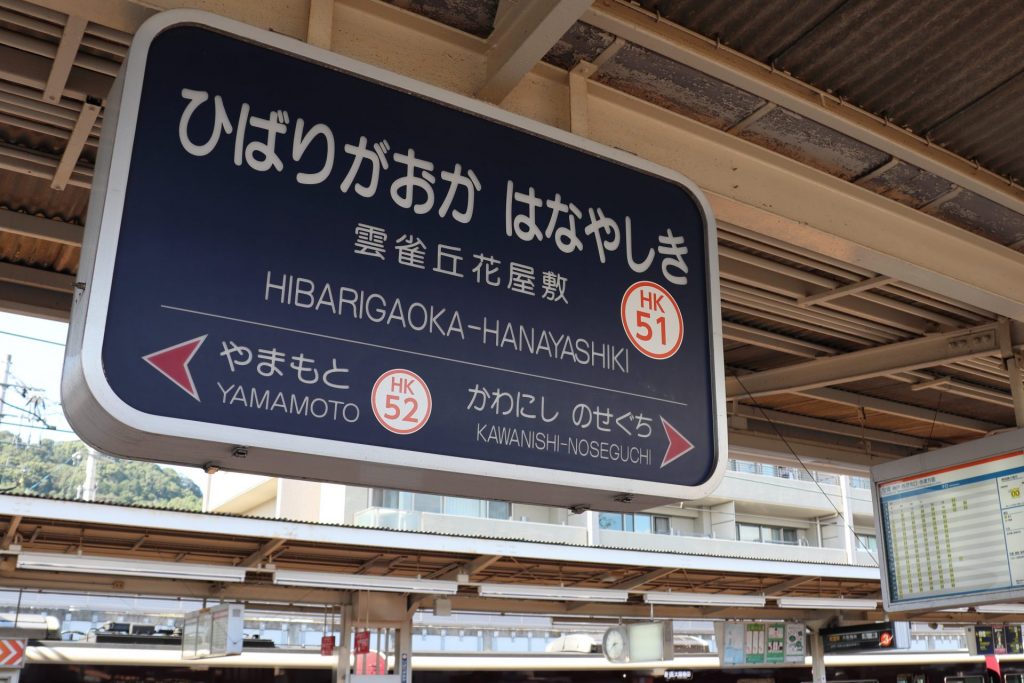 ひばりがおか はなやしき
雲雀丘花屋敷
HIBARIGAOKA-HANAYASHIKI
HK
51
やまもと
YAMAMOTO
HK
52
かわにし のせぐち
KAWANISHI-NOSEGUCHI